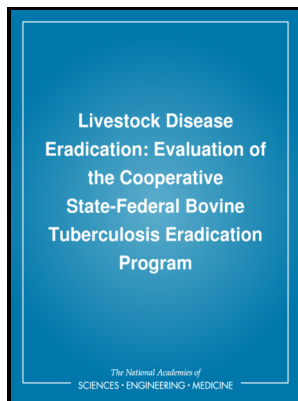 Livestock Disease
Eradication: Evaluation of
the Cooperative
State-Federal Bovine
Tuberculosis Eradication
Program
The National Academies of
SCIENCES • ENGINEERING • MEDICINE